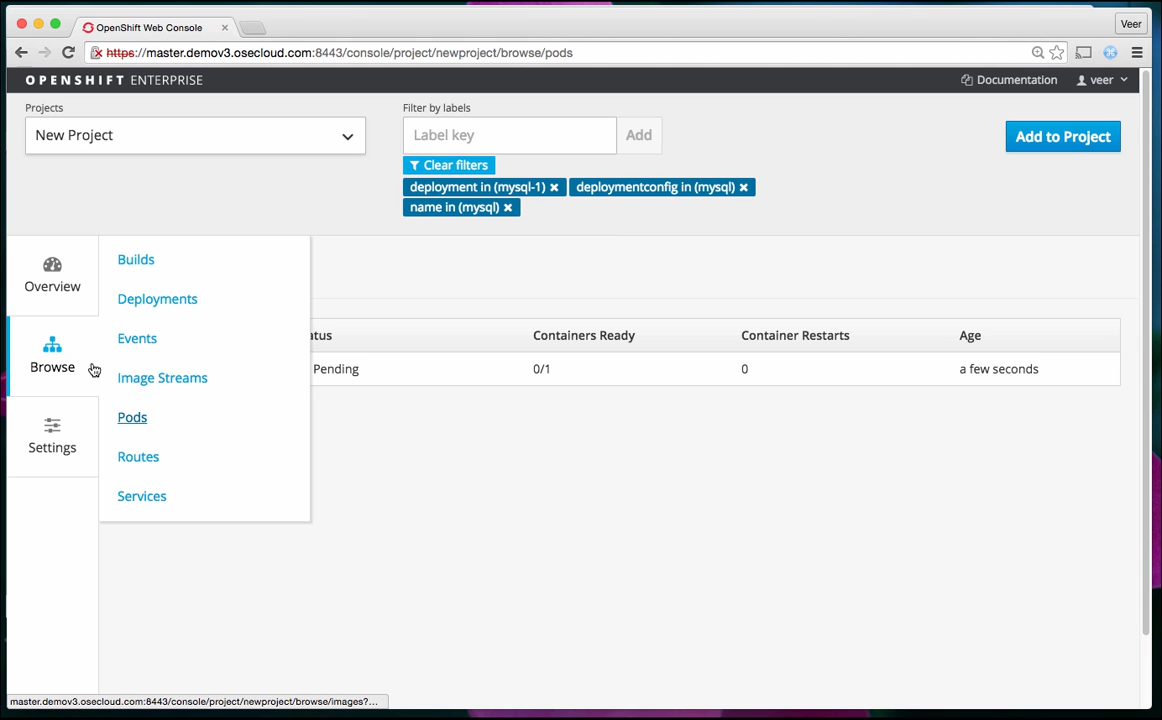 OpenShift Web Console
Veer
https://master.demov3.osecloud.com:8443/console/project/newproject/browse/pods
OPENSHIFT ENTERPRISE
Documentation
veer
Projects
New Project
Filter by labels
Label key
Add
Add to Project
Clear filters
deployment in (mysql-1) ×
deploymentconfig in (mysql) ×
name in (mysql) ×
Overview
Browse
Settings
Builds
Deployments
Events
Image Streams
Pods
Routes
Services
atus
Containers Ready
Container Restarts
Age
Pending
0/1
0
a few seconds
master.demov3.osecloud.com:8443/console/project/newproject/browse/images?...